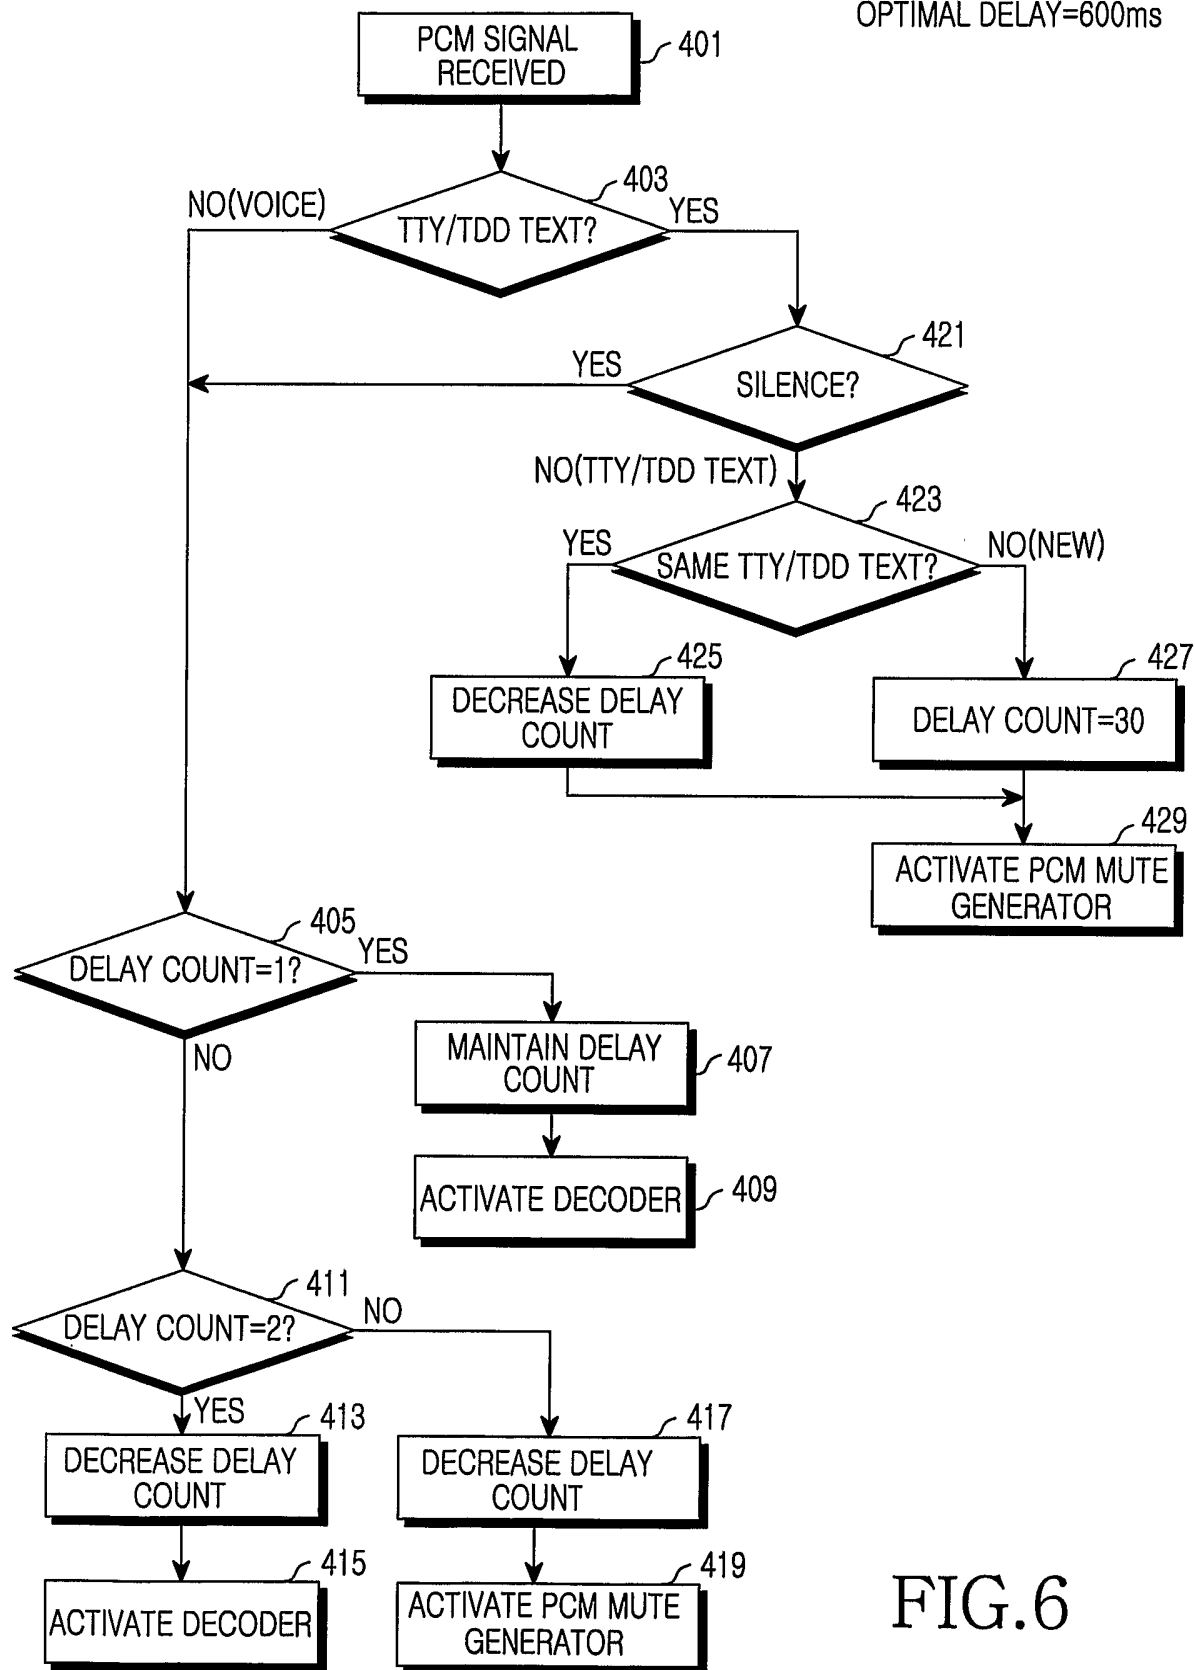 OPTIMAL DELAY=600ms
PCM SIGNAL
RECEIVED
401
403
NO(VOICE)
TTY/TDD TEXT?
YES
421
YES
SILENCE?
NO(TTY/TDD TEXT)
423
YES
SAME TTY/TDD TEXT?
NO(NEW)
425
DECREASE DELAY
COUNT
427
DELAY COUNT=30
429
ACTIVATE PCM MUTE
GENERATOR
405
DELAY COUNT=1?
YES
NO
MAINTAIN DELAY
COUNT
407
ACTIVATE DECODER
409
411
DELAY COUNT=2?
NO
YES
413
DECREASE DELAY
COUNT
417
DECREASE DELAY
COUNT
415
ACTIVATE DECODER
419
ACTIVATE PCM MUTE
GENERATOR
FIG.6